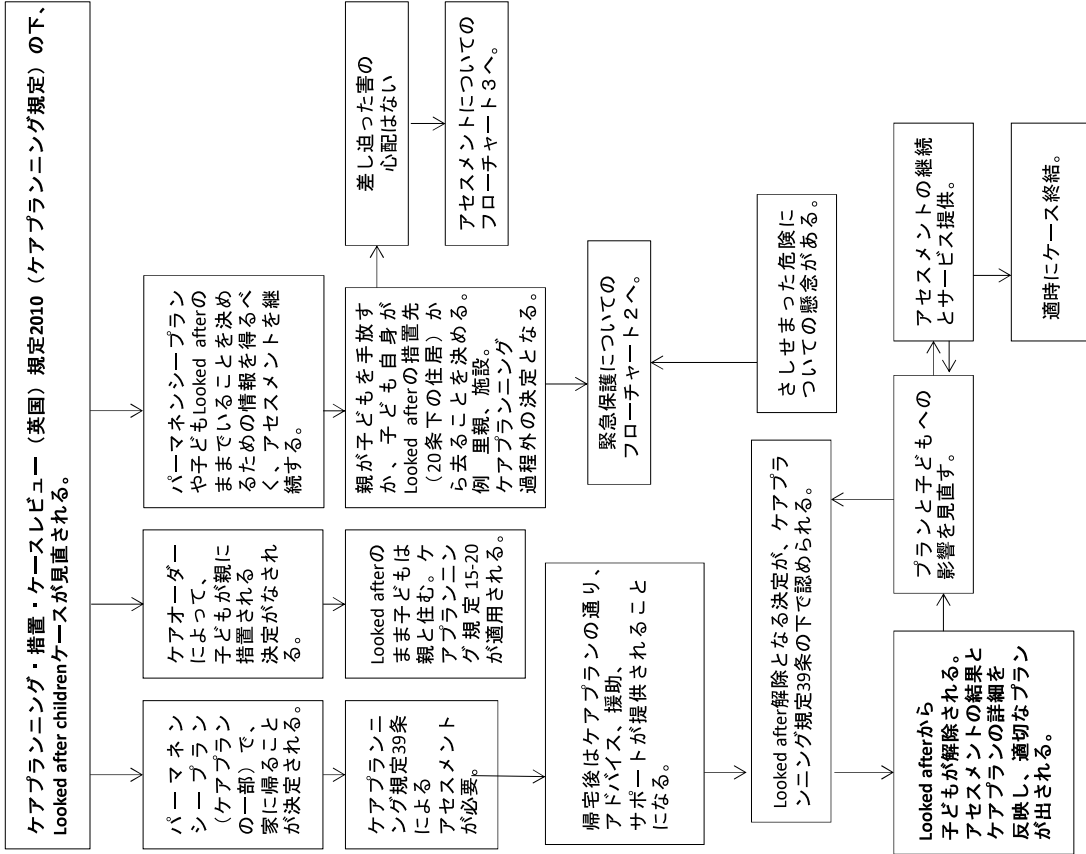 ケアプランニング・措置・ケースレビュー（英国）規定2010（ケアプランニング規定）の下、
Looked after childrenケースが見直される。
パーマネン
シープラン
（ケアプラン
の一部）で、
家に帰ること
が決定される。
ケアオーダー
によって、
子どもが親に
措置される
決定がなされ
る。
パーマネンシープラン
や子どもLooked afterの
ままでいることを決め
るための情報を得るべ
く、アセスメントを継
続する。
ケアプランニ
ング規定39条
による
アセスメント
が必要。
Looked afterの
まま子どもは
親と住む。ケ
アプランニン
グ 規定 15-20
が適用される。
親が子どもを手放す
か、子ども自身が
Looked afterの措置先
（20条下の住居）か
ら去ることを決める。
例 里親、施設。
ケアプランニング
過程外の決定となる。
差し迫った害の
心配はない
アセスメントについての
フローチャート３へ。
帰宅後はケアプランの通り、
アドバイス、援助、
サポートが提供されること
になる。
緊急保護についての
フローチャート２へ。
Looked after解除となる決定が、ケアプラ
ンニング規定39条の下で認められる。
さしせまった危険に
ついての懸念がある。
Looked afterから
子どもが解除される。
アセスメントの結果と
ケアプランの詳細を
反映し、適切なプラン
が出される。
プランと子どもへの
影響を見直す。
アセスメントの継続
とサービス提供。
適時にケース終結。